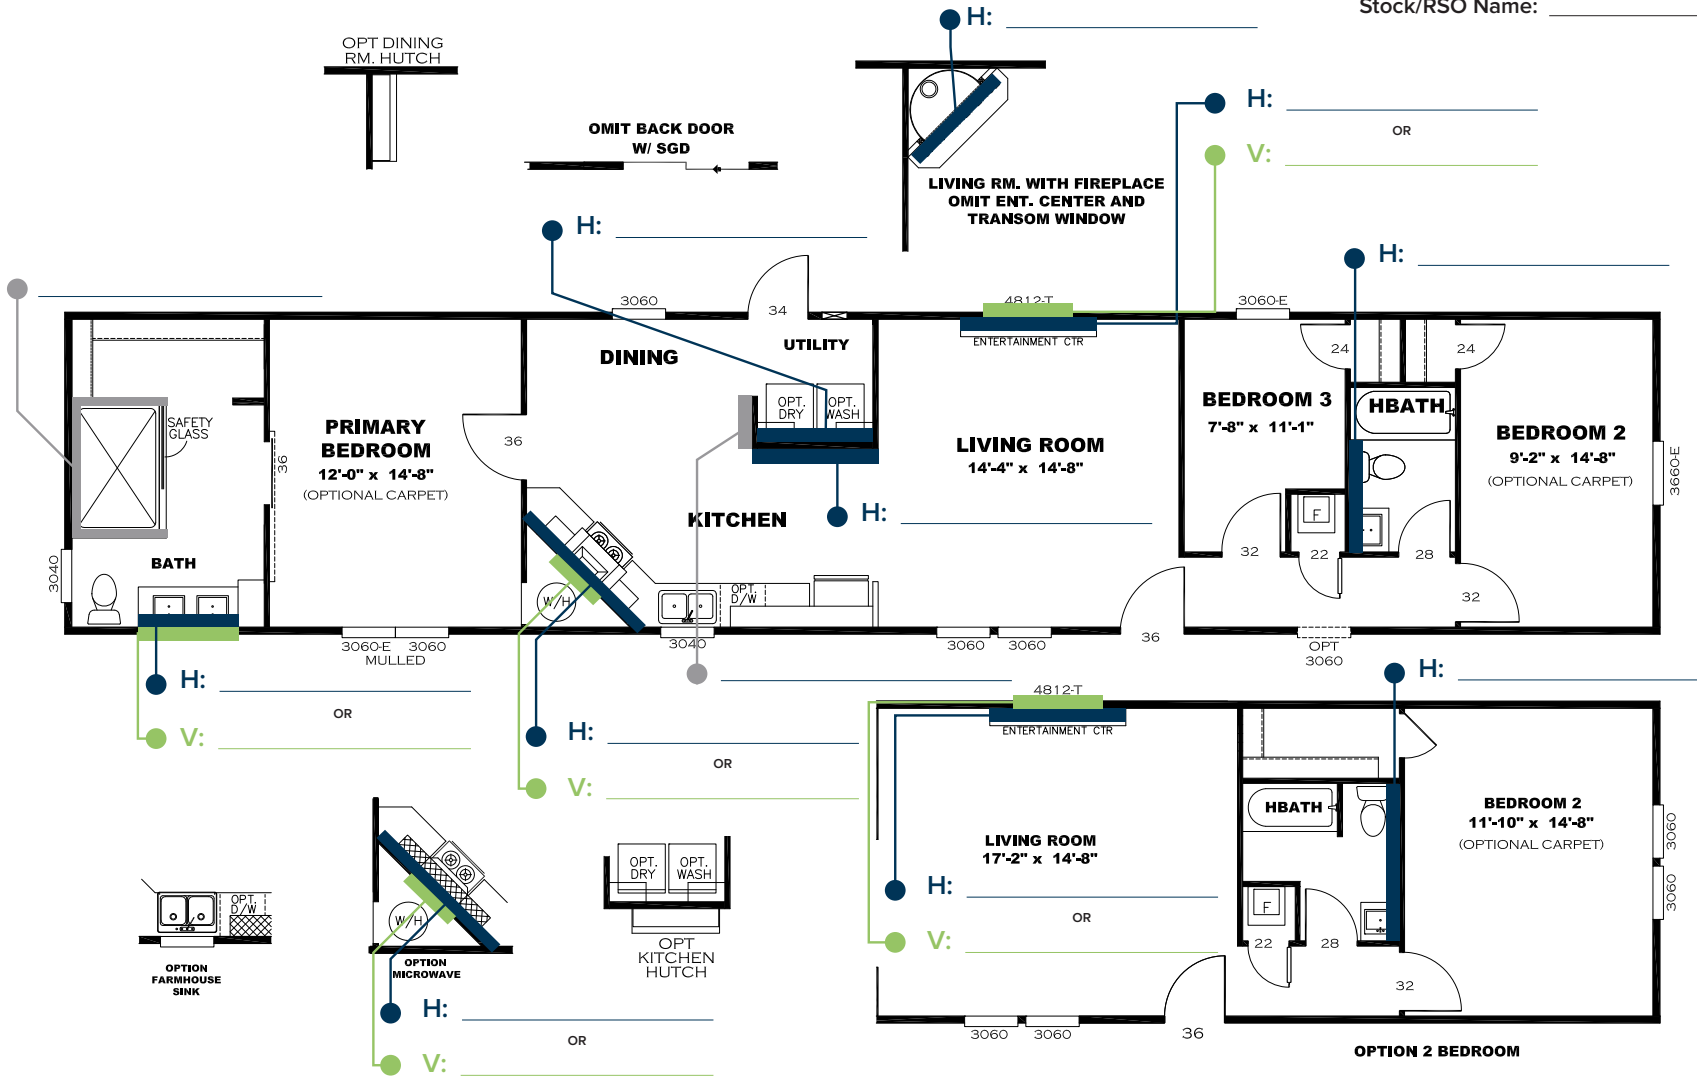 H:
Stock/RSO Name:
OPT DINING
RM. HUTCH
OMIT BACK DOOR
W/ SGD
LIVING RM. WITH FIREPLACE
OMIT ENT. CENTER AND
TRANSOM WINDOW
H:
OR
V:
H:
H:
3060
34
4812-T
3060-E
ENTERTAINMENT CTR
DINING
UTILITY
24
24
SAFETY
GLASS
36
PRIMARY
BEDROOM
12'-0" x 14'-8"
(OPTIONAL CARPET)
36
OPT.
DRY
OPT.
WASH
LIVING ROOM
14'-4" x 14'-8"
BEDROOM 3
7'-8" x 11'-1"
HBATH
BEDROOM 2
9'-2" x 14'-8"
(OPTIONAL CARPET)
3660-E
KITCHEN
H:
F
BATH
3040
32
22
28
32
W/H
OPT.
D/W
3060-E 3060
MULLED
3040
3060 3060
36
OPT
3060
H:
OR
V:
H:
OR
V:
H:
4812-T
ENTERTAINMENT CTR
LIVING ROOM
17'-2" x 14'-8"
HBATH
BEDROOM 2
11'-10" x 14'-8"
(OPTIONAL CARPET)
3060
3060
H:
OR
V:
F
22
28
32
3060 3060
36
OPTION 2 BEDROOM
OPT.
D/W
OPTION
FARMHOUSE
SINK
W/H
OPTION
MICROWAVE
H:
OR
V:
OPT.
DRY
OPT.
WASH
OPT
KITCHEN
HUTCH